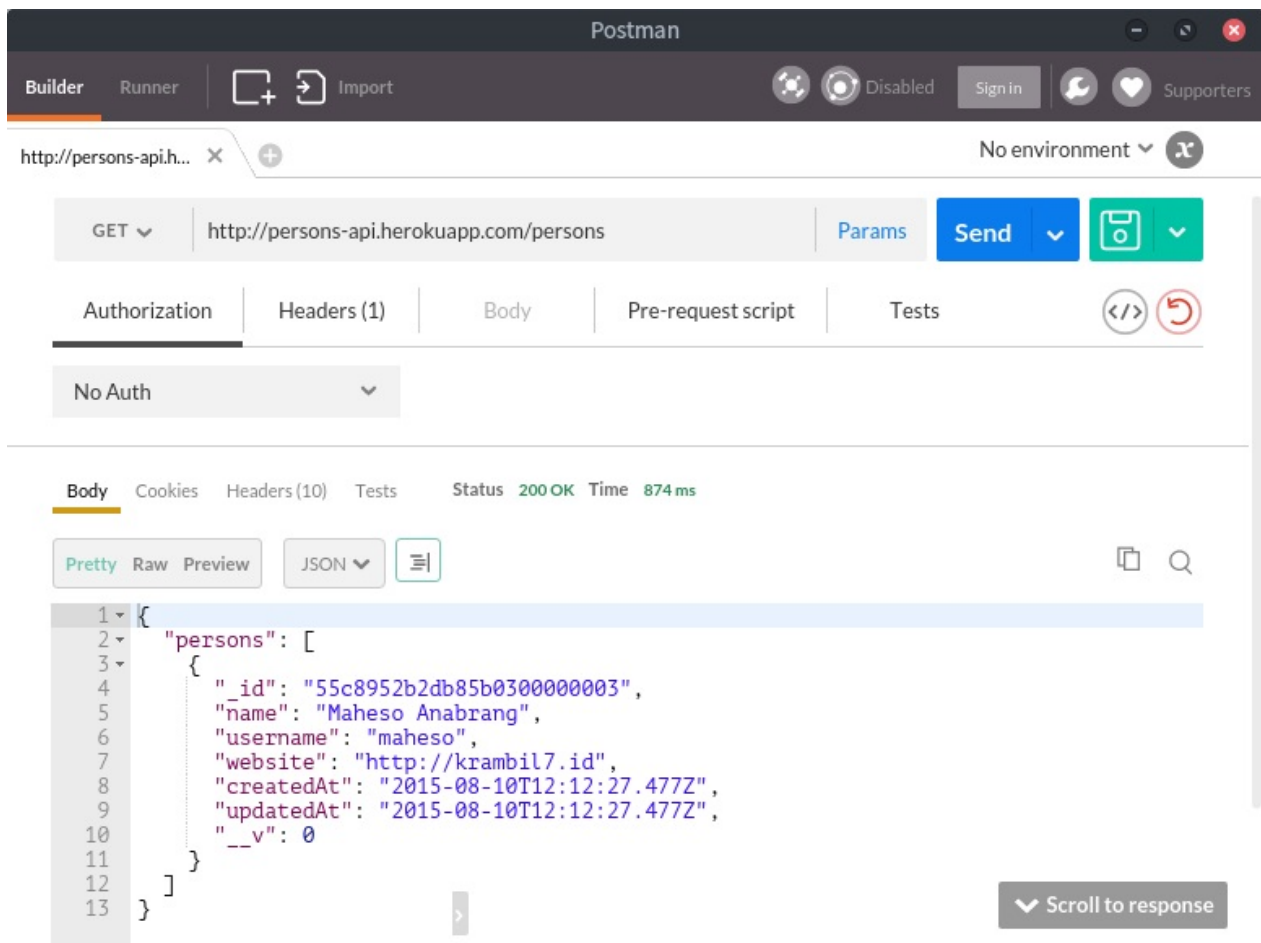 Postman
Builder Runner Import Disabled Sign in Supporters
http://persons-api.h... No environment
GET http://persons-api.herokuapp.com/persons Params Send
Authorization Headers (1) Body Pre-request script Tests
No Auth
Body Cookies Headers (10) Tests Status 200 OK Time 874 ms
Pretty Raw Preview JSON
1 {
2 "persons": [
3 {
4 "_id": "55c8952b2db85b0300000003",
5 "name": "Maheso Anabrang",
6 "username": "maheso",
7 "website": "http://krambil7.id",
8 "createdAt": "2015-08-10T12:12:27.477Z",
9 "updatedAt": "2015-08-10T12:12:27.477Z",
10 "__v": 0
11 }
12 ]
13 }
Scroll to response